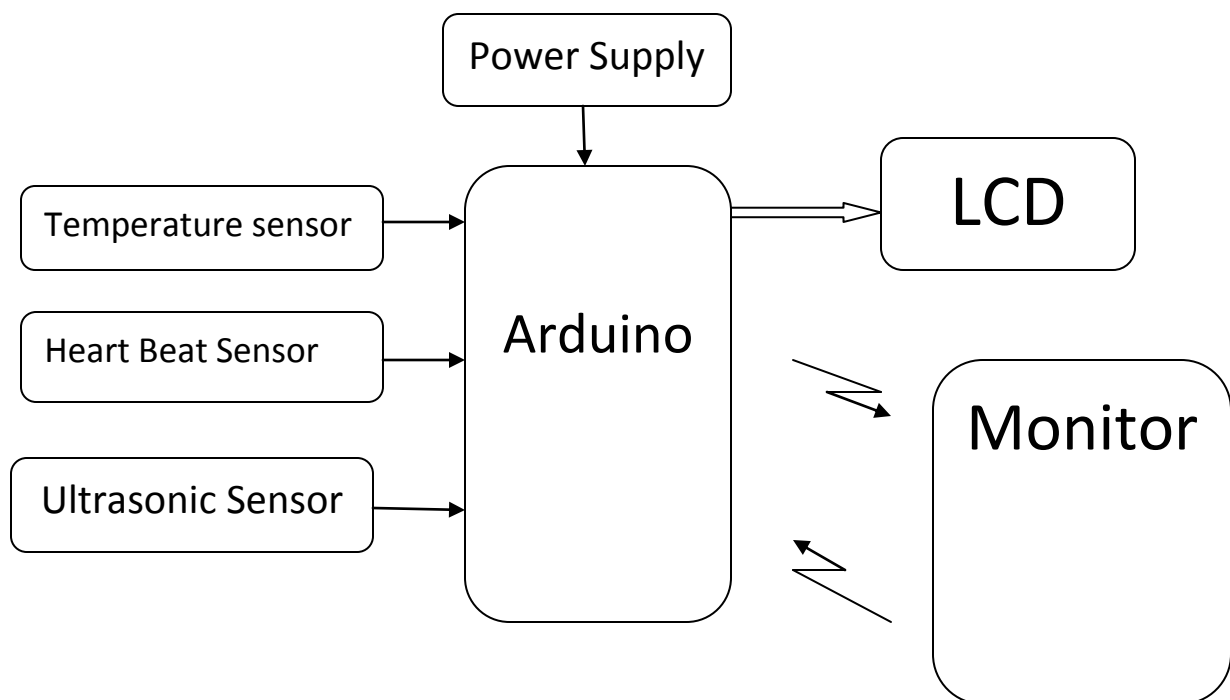 Power Supply
LCD
Temperature sensor
Arduino
Heart Beat Sensor
Monitor
Ultrasonic Sensor